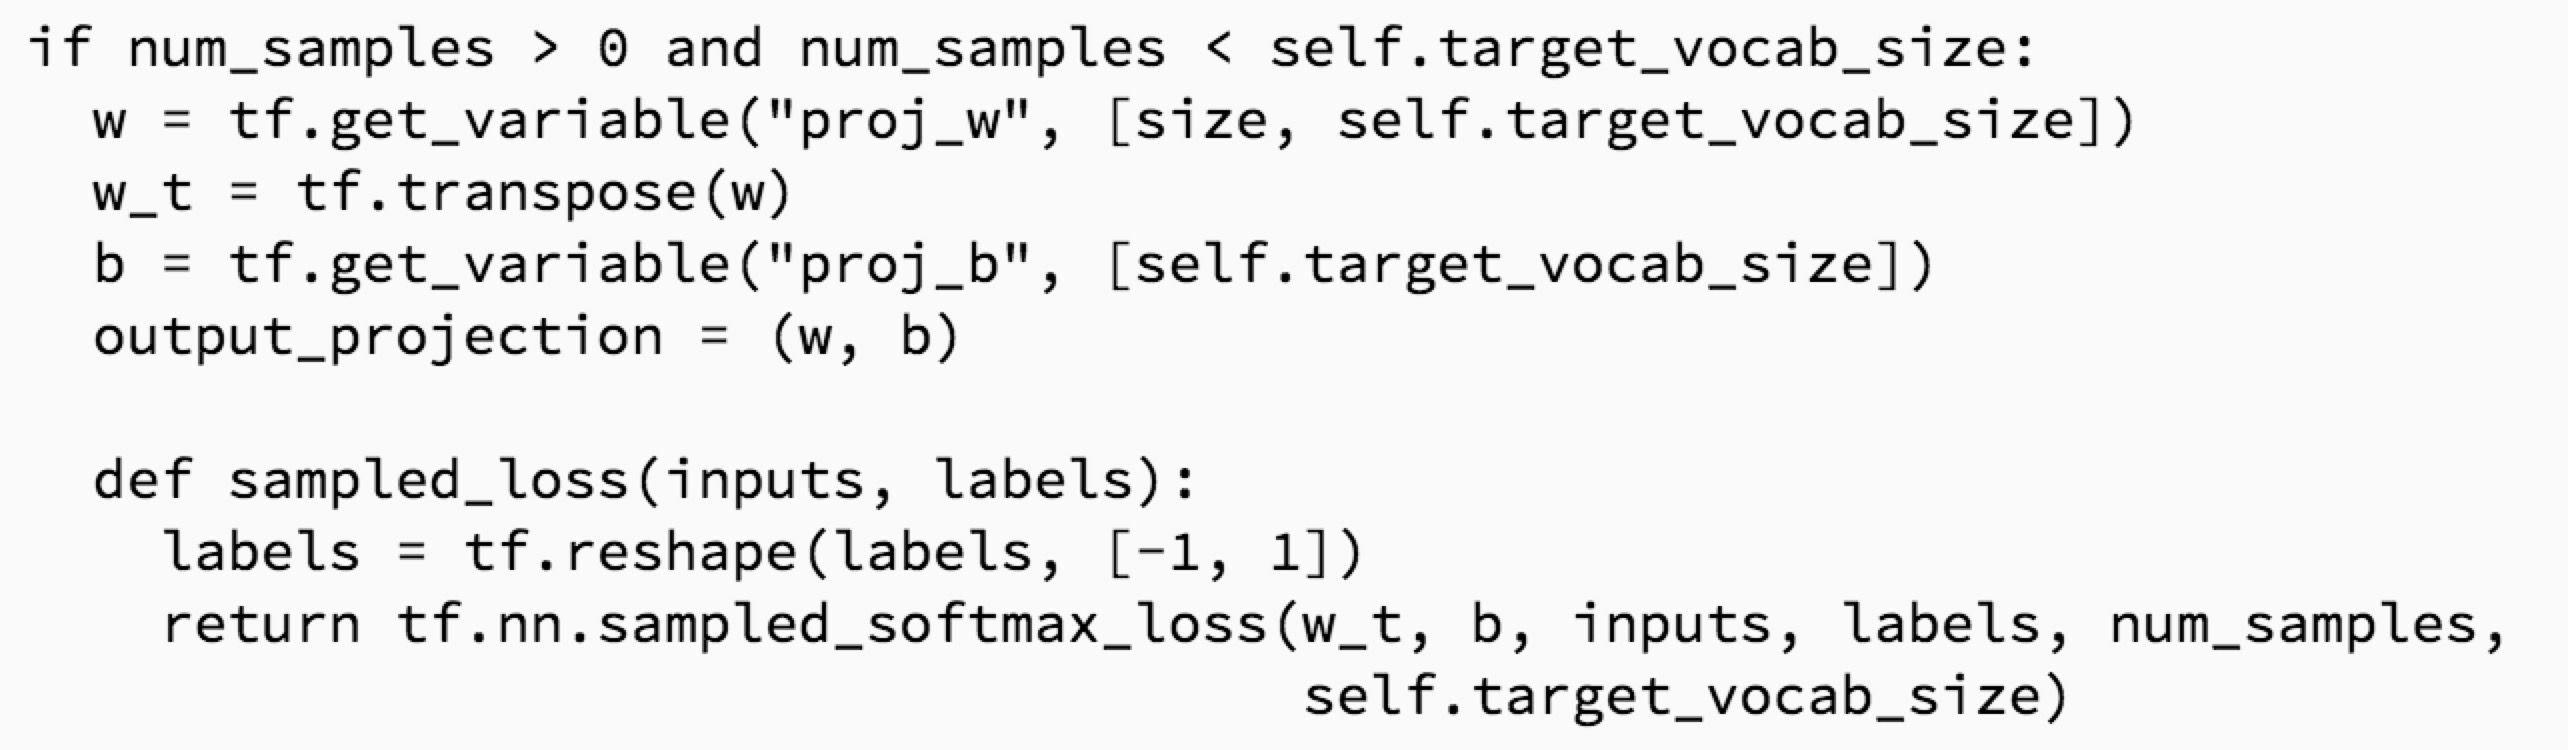 if num_samples > 0 and num_samples < self.target_vocab_size:
  w = tf.get_variable("proj_w", [size, self.target_vocab_size])
  w_t = tf.transpose(w)
  b = tf.get_variable("proj_b", [self.target_vocab_size])
  output_projection = (w, b)

  def sampled_loss(inputs, labels):
    labels = tf.reshape(labels, [-1, 1])
    return tf.nn.sampled_softmax_loss(w_t, b, inputs, labels, num_samples,
                                      self.target_vocab_size)